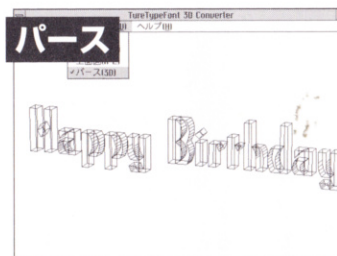 TureTypeFont 3D Converter
パース
ヘルプ(H)
✓パース(3D)
Happy Birthday